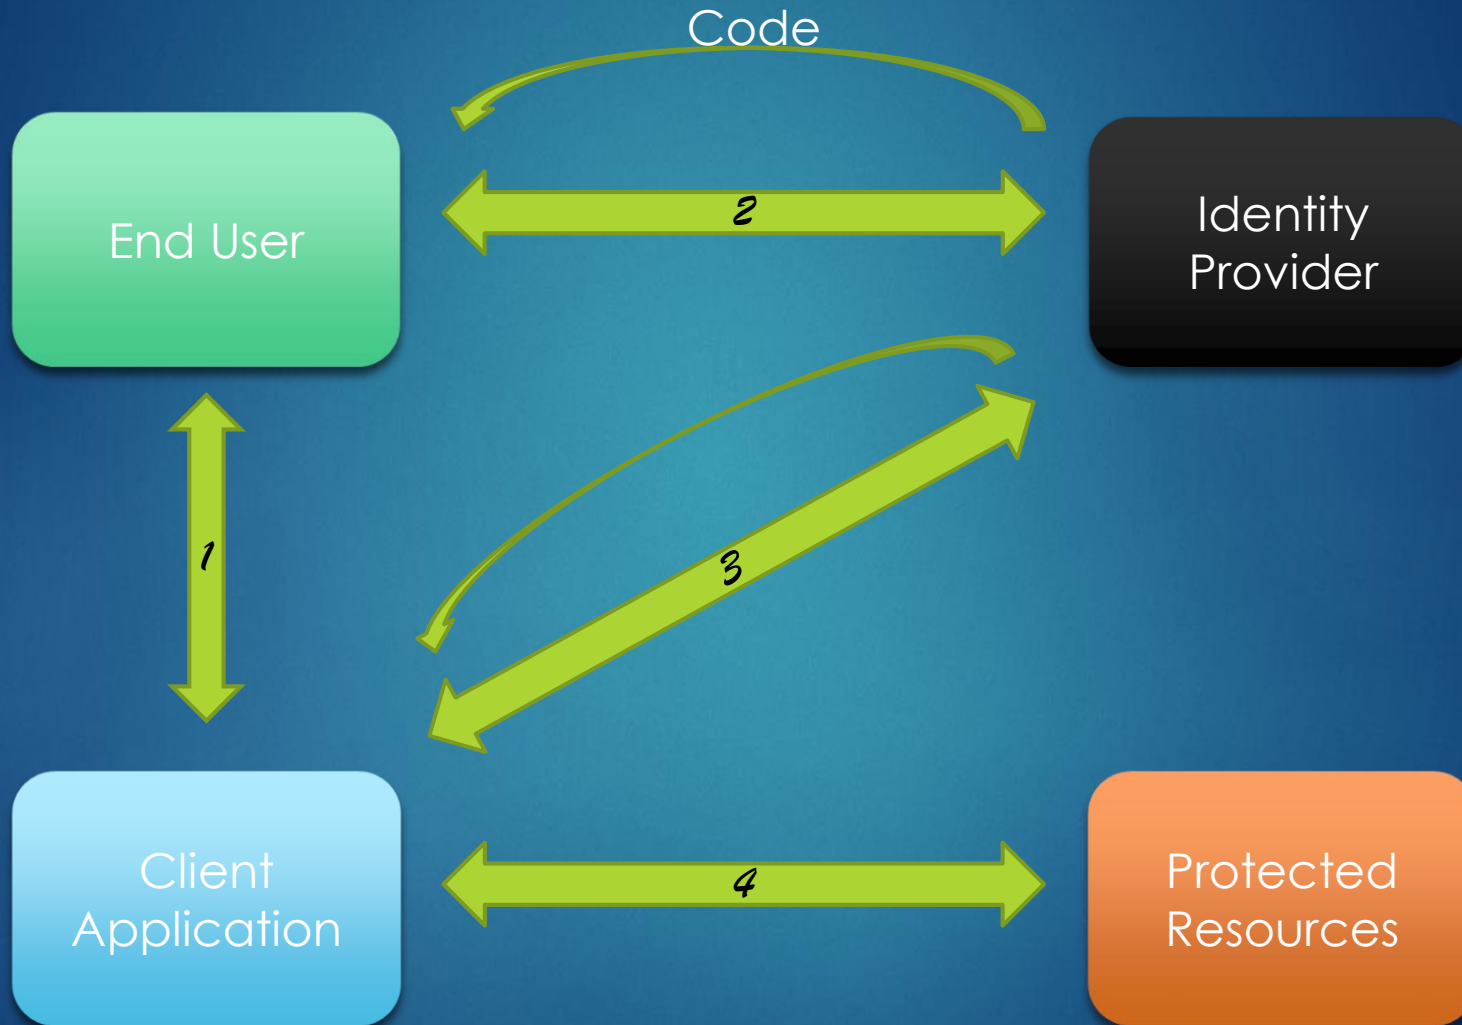 Code
End User
2
Identity
Provider
1
3
Client
Application
4
Protected
Resources